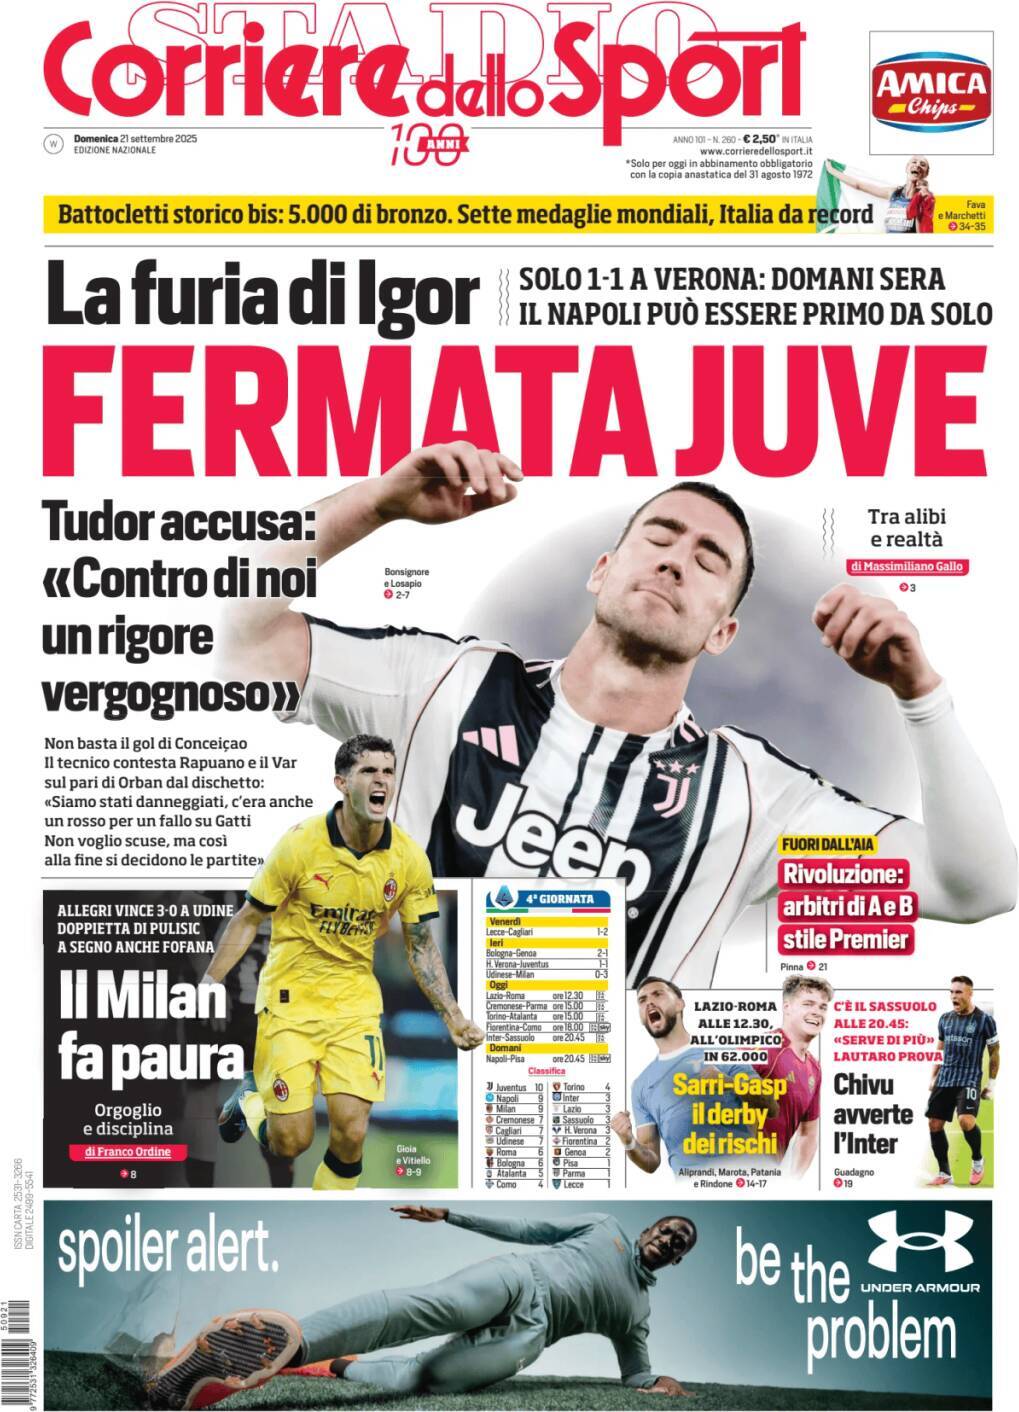 STADIO
Corriere dello Sport
100 ANNI
W
Domenica 21 settembre 2025
EDIZIONE NAZIONALE
ANNO 101 – N. 260 – € 2,50* IN ITALIA
www.corrieredellosport.it
*Solo per oggi in abbinamento obbligatorio
con la copia anastatica del 31 agosto 1972
AMICA
Chips
Battocletti storico bis: 5.000 di bronzo. Sette medaglie mondiali, Italia da record
Fava
e Marchetti
34-35
La furia di Igor
SOLO 1-1 A VERONA: DOMANI SERA
IL NAPOLI PUÒ ESSERE PRIMO DA SOLO
FERMATA JUVE
Tudor accusa:
«Contro di noi
un rigore
vergognoso»
Bonsignore
e Losapio
2-7
Tra alibi
e realtà
di Massimiliano Gallo
3
Non basta il gol di Conceiçao
Il tecnico contesta Rapuano e il Var
sul pari di Orban dal dischetto:
«Siamo stati danneggiati, c'era anche
un rosso per un fallo su Gatti
Non voglio scuse, ma così
alla fine si decidono le partite»
Jeep
FUORI DALL'AIA
Rivoluzione:
arbitri di A e B
stile Premier
Pinna 21
ALLEGRI VINCE 3-0 A UDINE
DOPPIETTA DI PULISIC
A SEGNO ANCHE FOFANA
Il Milan
fa paura
Orgoglio
e disciplina
di Franco Ordine
8
Emirates
FLY BETTER
11
Gioia
e Vitiello
8-9
4ª GIORNATA
Venerdì
Lecce-Cagliari 1-2
Ieri
Bologna-Genoa 2-1
H. Verona-Juventus 1-1
Udinese-Milan 0-3
Oggi
Lazio-Roma ore 12.30
Cremonese-Parma ore 15.00
Torino-Atalanta ore 15.00
Fiorentina-Como ore 18.00 sky
Inter-Sassuolo ore 20.45
Domani
Napoli-Pisa ore 20.45 sky
Classifica
Juventus 10 Torino 4
Napoli 9 Inter 3
Milan 9 Lazio 3
Cremonese 7 Sassuolo 3
Cagliari 7 H. Verona 3
Udinese 7 Fiorentina 2
Roma 6 Genoa 2
Bologna 6 Pisa 1
Atalanta 5 Parma 1
Como 4 Lecce 1
LAZIO-ROMA
ALLE 12.30,
ALL'OLIMPICO
IN 62.000
Sarri-Gasp
il derby
dei rischi
Aliprandi, Marota, Patania
e Rindone 14-17
C'È IL SASSUOLO
ALLE 20.45:
«SERVE DI PIÙ»
LAUTARO PROVA
Chivu
avverte
l'Inter
Guadagno
19
betsson
10
ISSN CARTA 2531-3266
DIGITALE 2499-5541
50921
9 772531 326409
spoiler alert.
be the
problem
UNDER ARMOUR